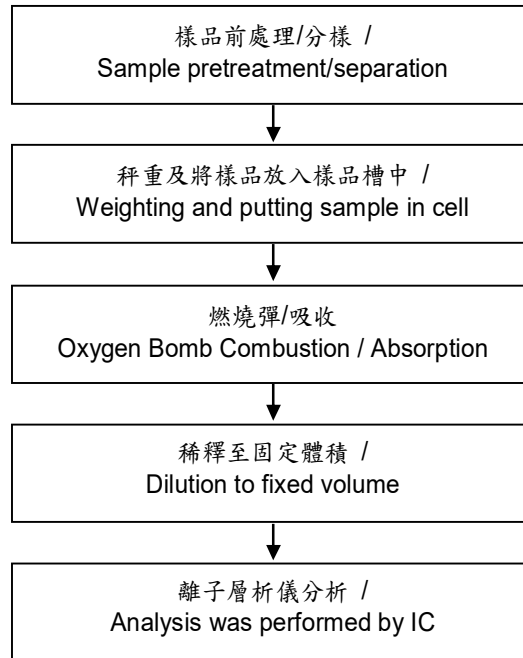 樣品前處理/分樣 /
Sample pretreatment/separation
秤重及將樣品放入樣品槽中 /
Weighting and putting sample in cell
燃燒彈/吸收
Oxygen Bomb Combustion / Absorption
稀釋至固定體積 /
Dilution to fixed volume
離子層析儀分析 /
Analysis was performed by IC